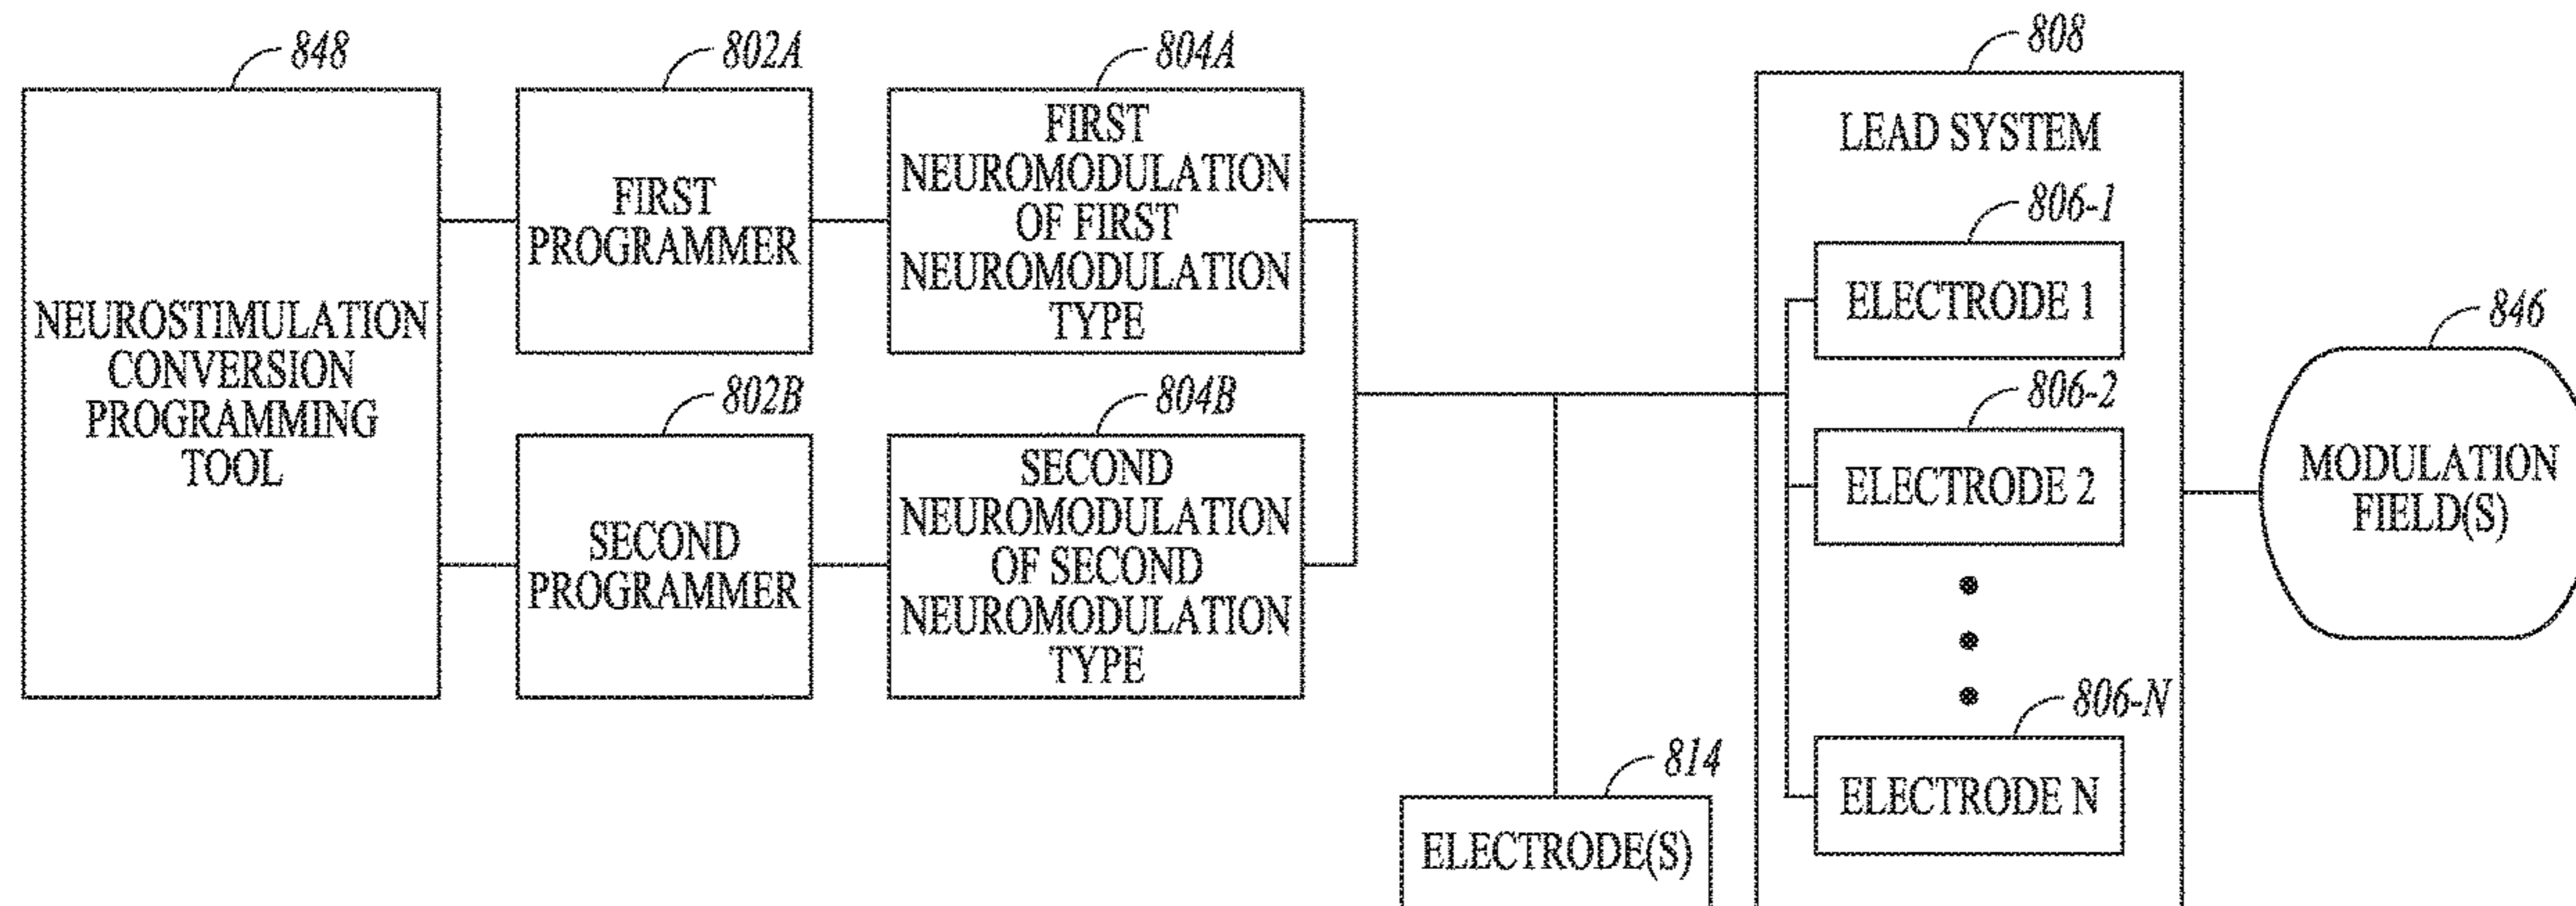 848
NEUROSTIMULATION
CONVERSION
PROGRAMMING
TOOL
802A
FIRST
PROGRAMMER
804A
FIRST
NEUROMODULATION
OF FIRST
NEUROMODULATION
TYPE
802B
SECOND
PROGRAMMER
804B
SECOND
NEUROMODULATION
OF SECOND
NEUROMODULATION
TYPE
814
ELECTRODE(S)
808
LEAD SYSTEM
806-1
ELECTRODE 1
806-2
ELECTRODE 2
806-N
ELECTRODE N
846
MODULATION
FIELD(S)